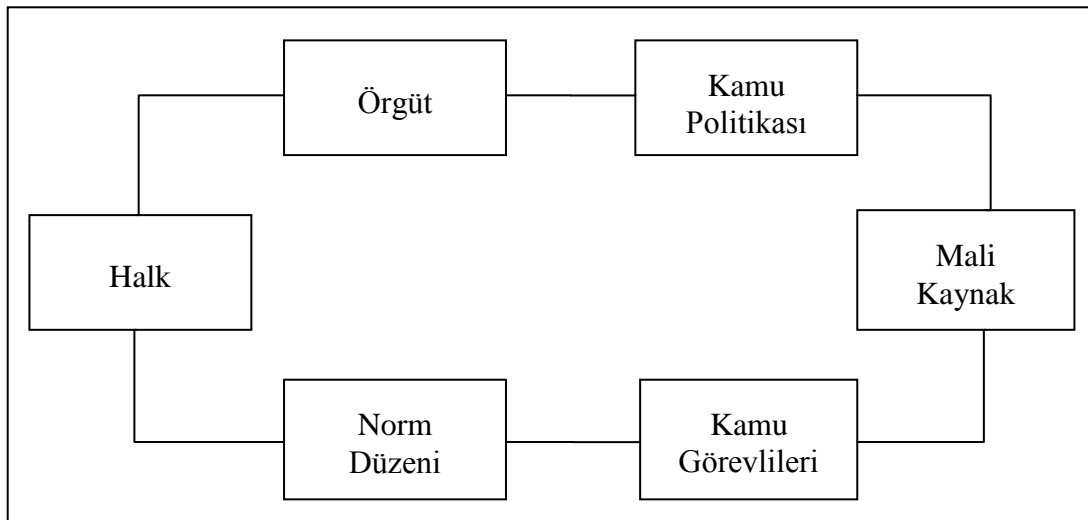 Örgüt
Kamu
Politikası
Halk
Mali
Kaynak
Norm
Düzeni
Kamu
Görevlileri